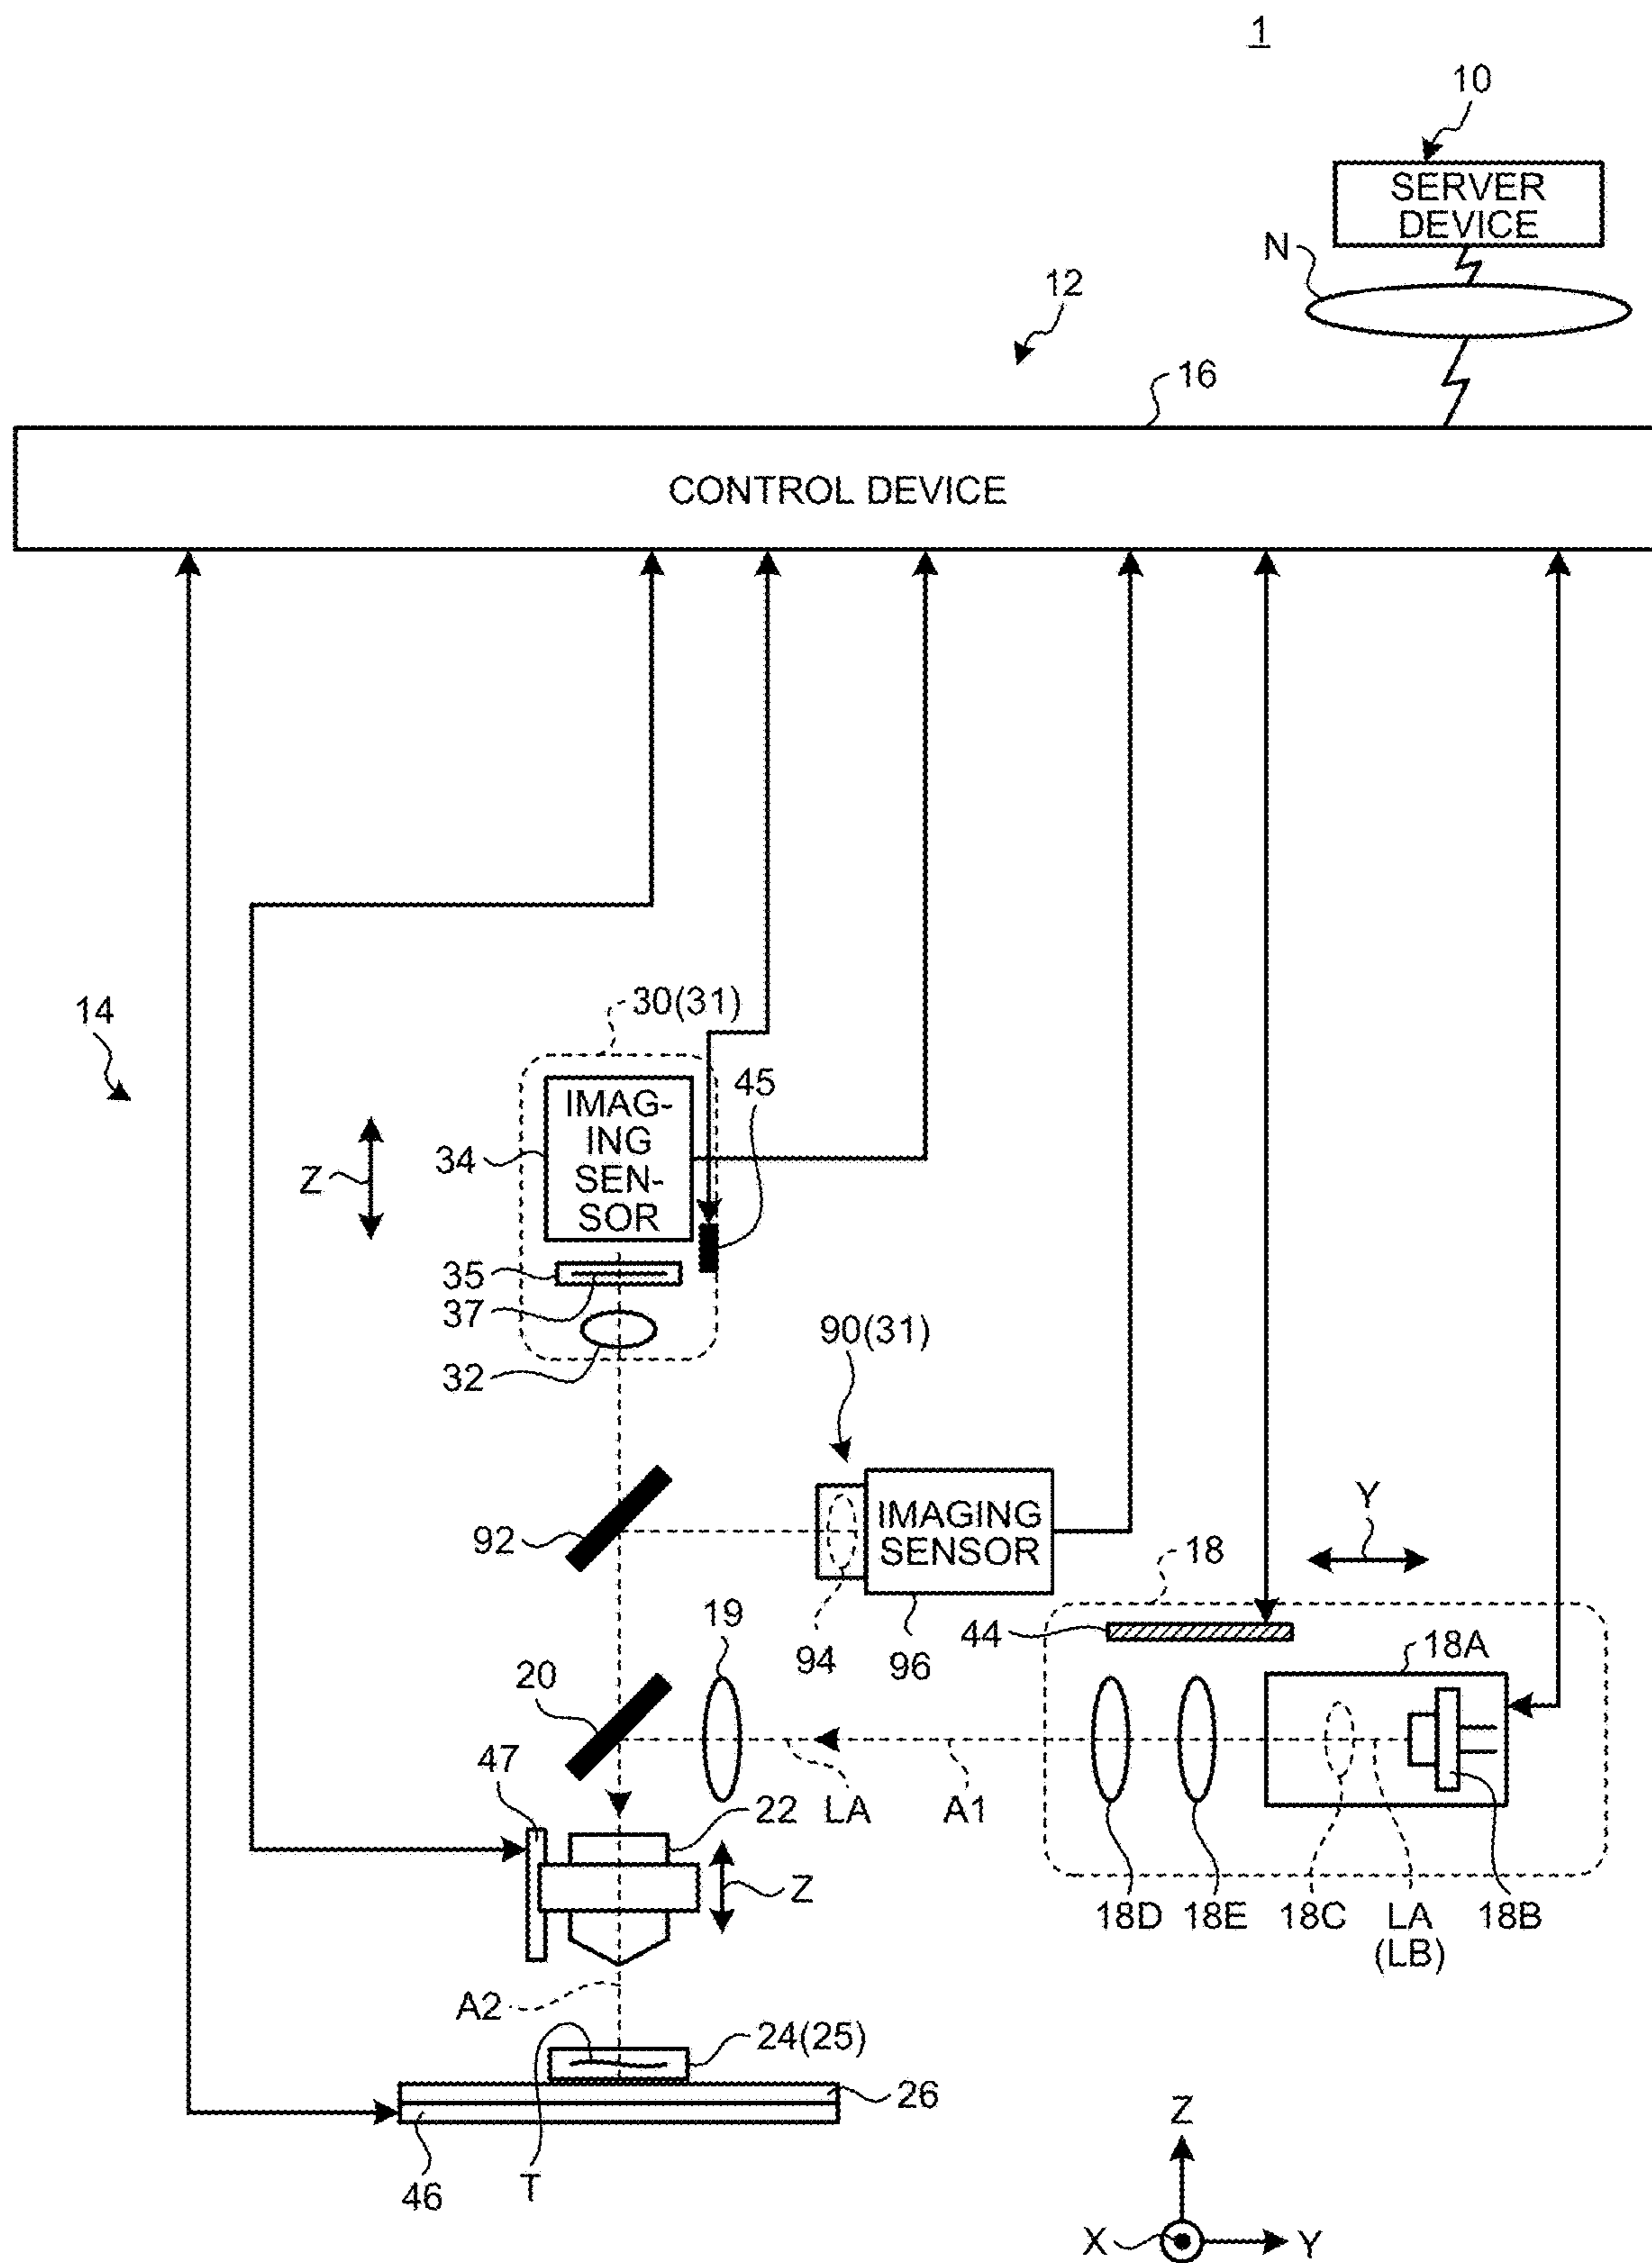 1
10
SERVER
DEVICE
N
12
16
CONTROL DEVICE
14
30(31)
45
IMAG-
ING
SEN-
SOR
34
Z
35
37
32
90(31)
92
IMAGING
SENSOR
Y
18
19
94
96
44
18A
20
47
22
LA
A1
Z
18D
18E
18C
LA
(LB)
18B
A2
24(25)
26
T
46
Z
X
Y